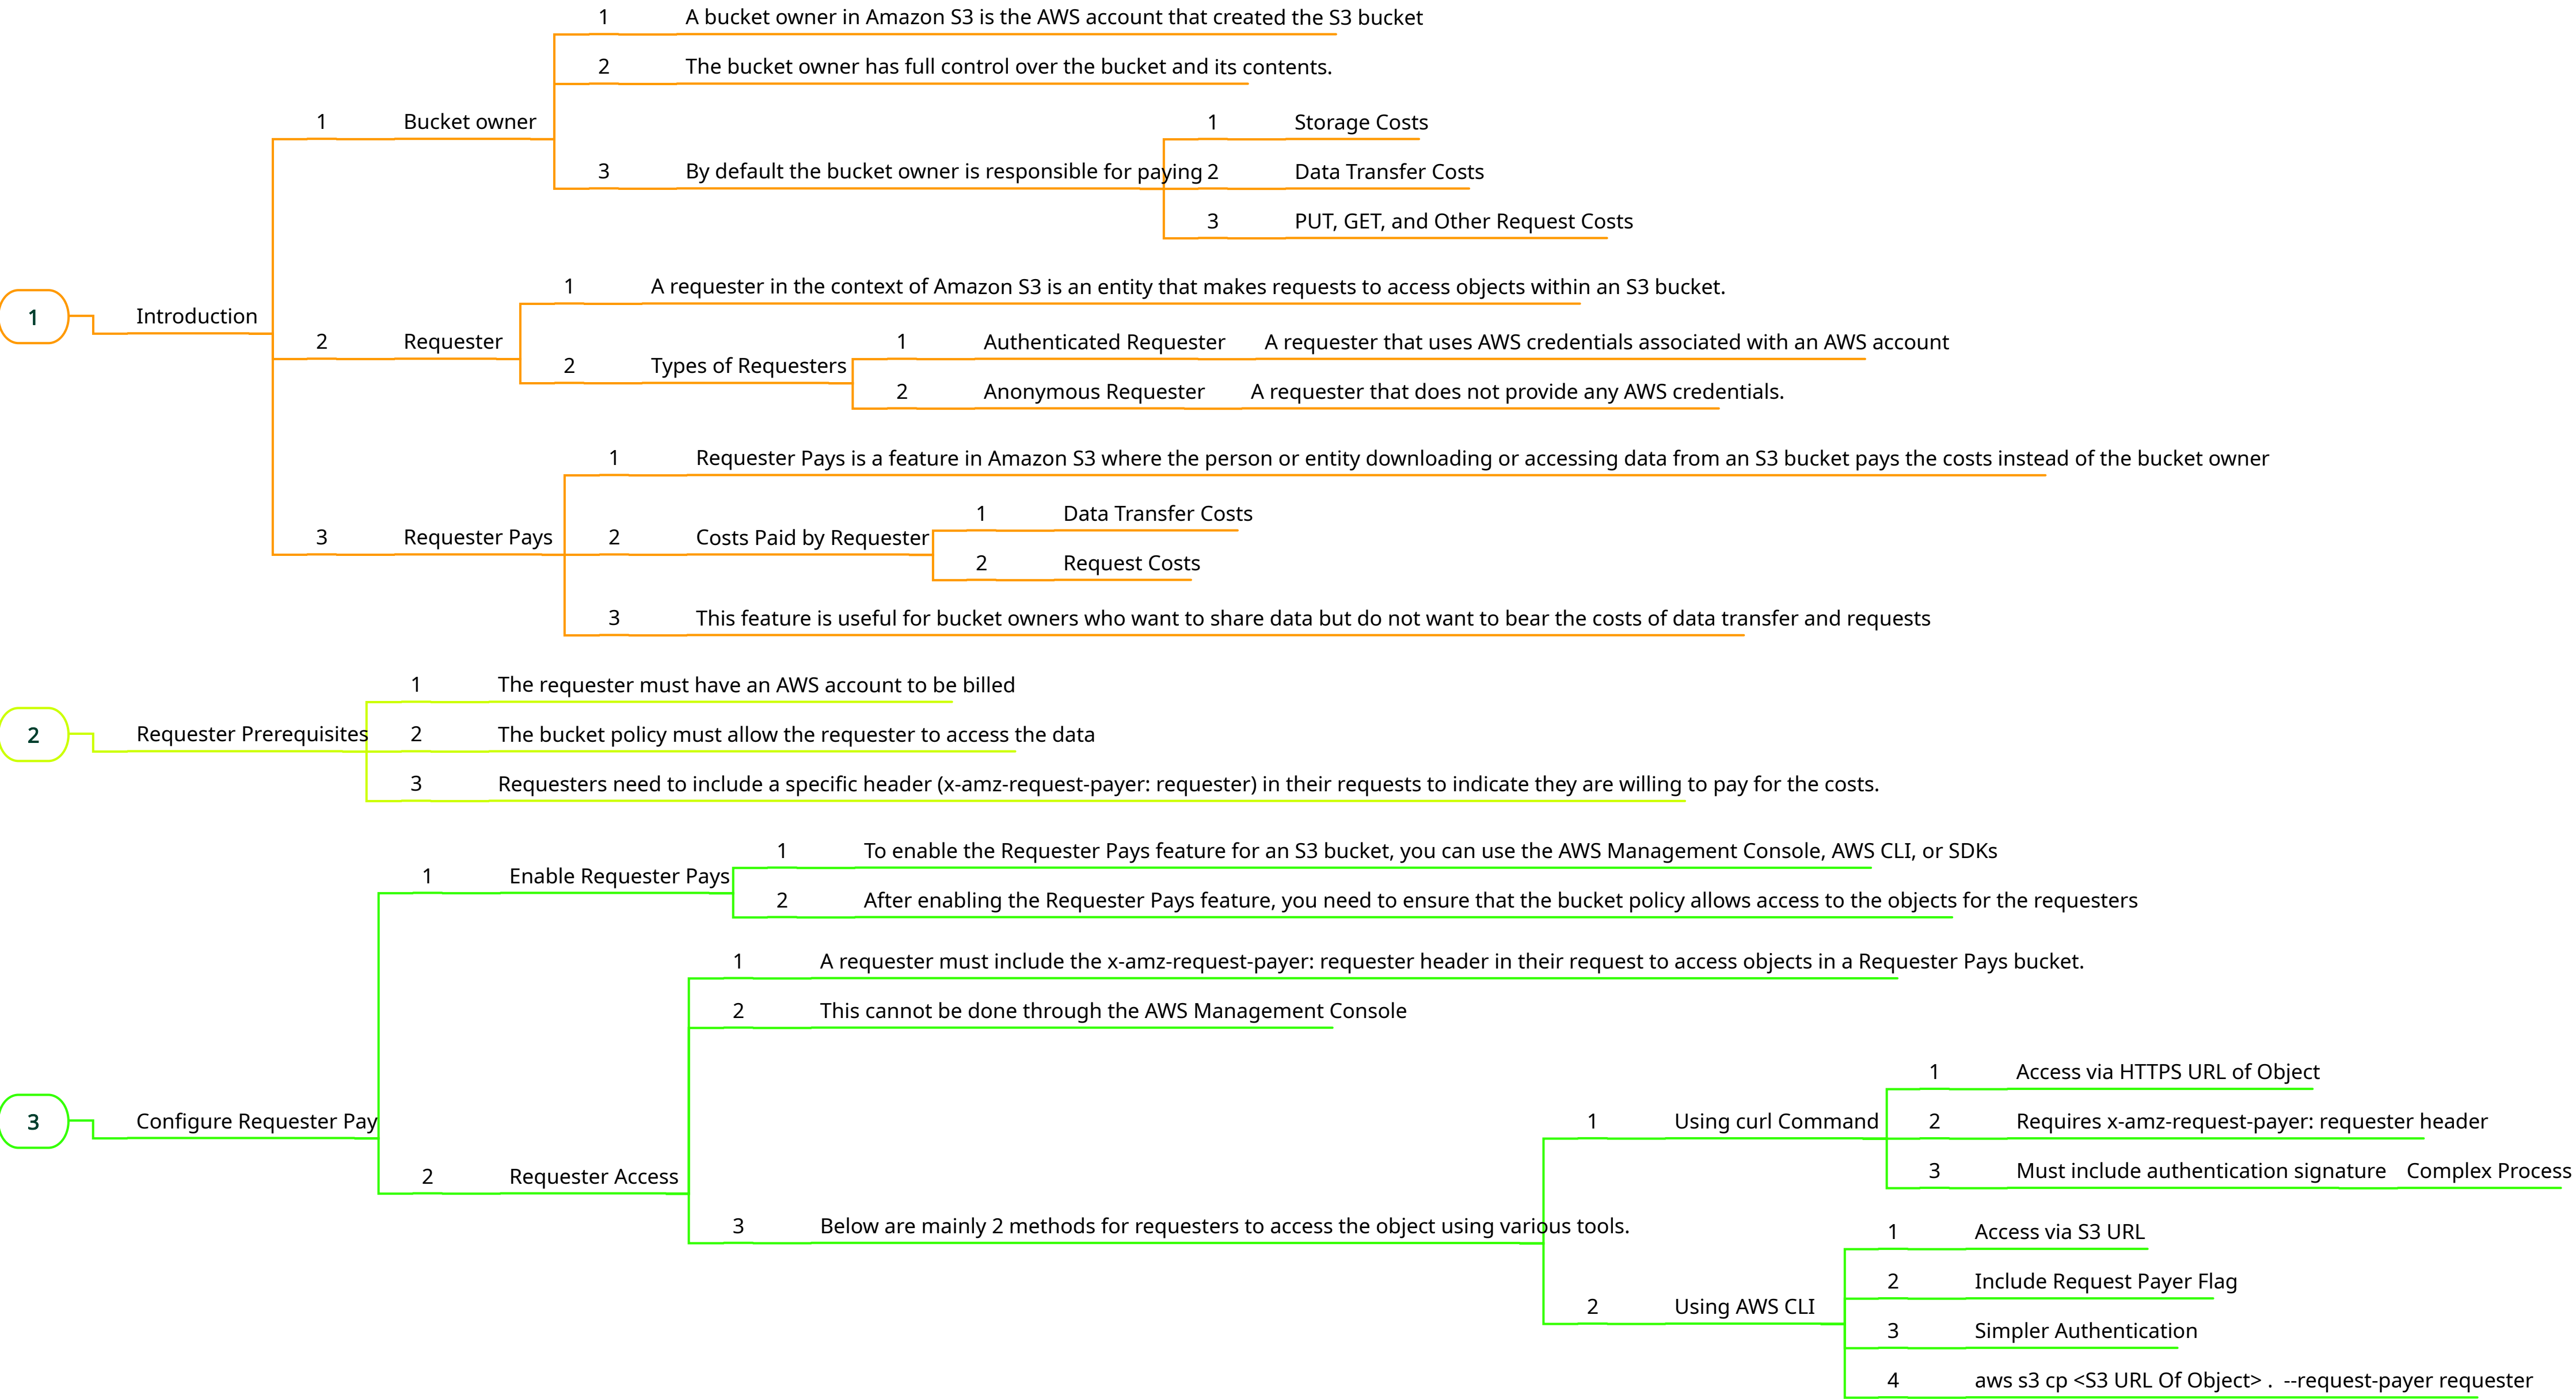 1 Introduction
1 Bucket owner
1 A bucket owner in Amazon S3 is the AWS account that created the S3 bucket
2 The bucket owner has full control over the bucket and its contents.
3 By default the bucket owner is responsible for paying
1 Storage Costs
2 Data Transfer Costs
3 PUT, GET, and Other Request Costs
2 Requester
1 A requester in the context of Amazon S3 is an entity that makes requests to access objects within an S3 bucket.
2 Types of Requesters
1 Authenticated Requester A requester that uses AWS credentials associated with an AWS account
2 Anonymous Requester A requester that does not provide any AWS credentials.
3 Requester Pays
1 Requester Pays is a feature in Amazon S3 where the person or entity downloading or accessing data from an S3 bucket pays the costs instead of the bucket owner
2 Costs Paid by Requester
1 Data Transfer Costs
2 Request Costs
3 This feature is useful for bucket owners who want to share data but do not want to bear the costs of data transfer and requests
2 Requester Prerequisites
1 The requester must have an AWS account to be billed
2 The bucket policy must allow the requester to access the data
3 Requesters need to include a specific header (x-amz-request-payer: requester) in their requests to indicate they are willing to pay for the costs.
3 Configure Requester Pay
1 Enable Requester Pays
1 To enable the Requester Pays feature for an S3 bucket, you can use the AWS Management Console, AWS CLI, or SDKs
2 After enabling the Requester Pays feature, you need to ensure that the bucket policy allows access to the objects for the requesters
2 Requester Access
1 A requester must include the x-amz-request-payer: requester header in their request to access objects in a Requester Pays bucket.
2 This cannot be done through the AWS Management Console
3 Below are mainly 2 methods for requesters to access the object using various tools.
1 Using curl Command
1 Access via HTTPS URL of Object
2 Requires x-amz-request-payer: requester header
3 Must include authentication signature Complex Process
2 Using AWS CLI
1 Access via S3 URL
2 Include Request Payer Flag
3 Simpler Authentication
4 aws s3 cp <S3 URL Of Object> . --request-payer requester